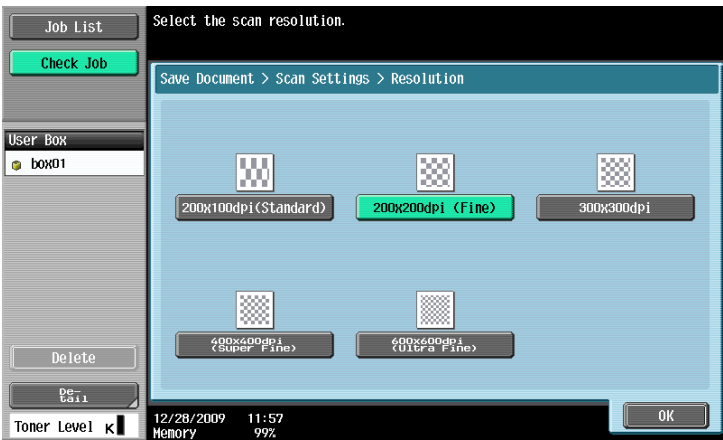 Job List
Select the scan resolution.
Check Job
Save Document > Scan Settings > Resolution
User Box
box01
200x100dpi(Standard)
200x200dpi (Fine)
300x300dpi
400x400dpi
(Super Fine)
600x600dpi
(Ultra Fine)
Delete
De-
tail
Toner Level K
12/28/2009 11:57
Memory 99%
OK